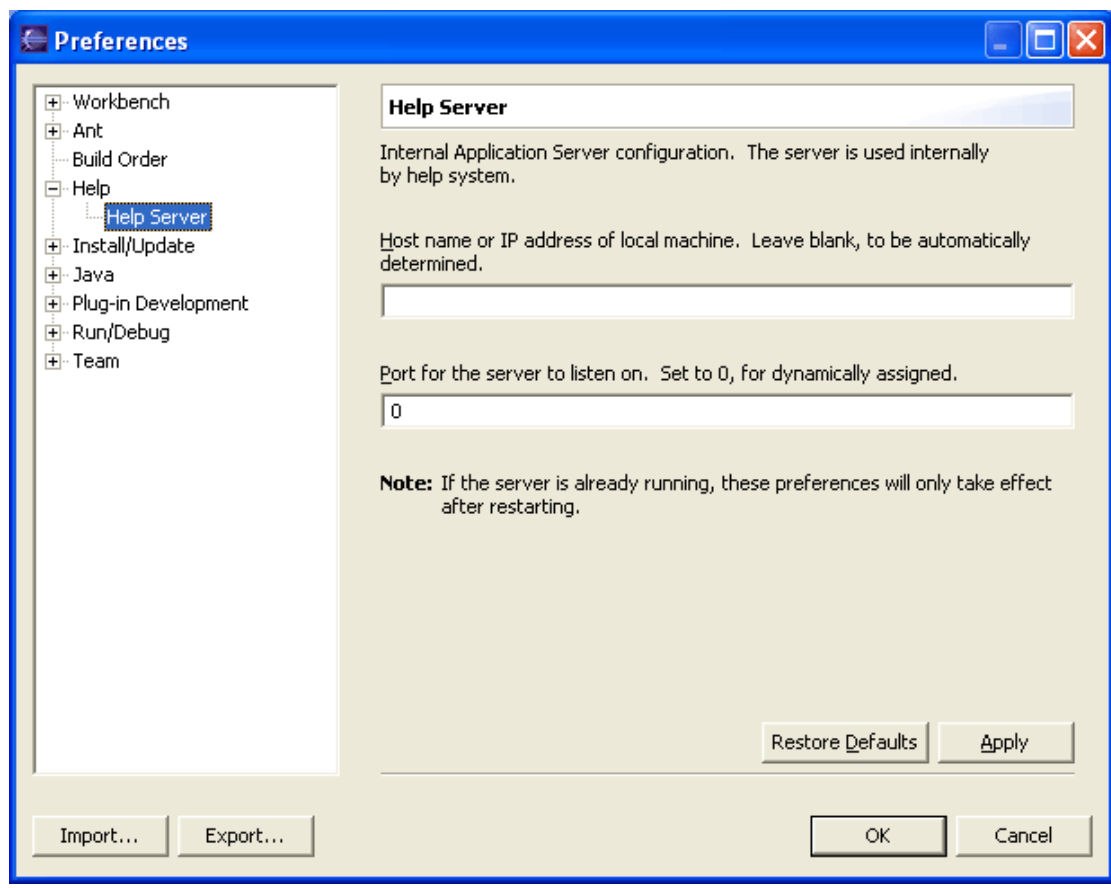 Preferences
Workbench
Ant
Build Order
Help
Help Server
Install/Update
Java
Plug-in Development
Run/Debug
Team
Help Server
Internal Application Server configuration.  The server is used internally
by help system.
Host name or IP address of local machine.  Leave blank, to be automatically
determined.
Port for the server to listen on.  Set to 0, for dynamically assigned.
0
Note: If the server is already running, these preferences will only take effect
after restarting.
Restore Defaults
Apply
Import...
Export...
OK
Cancel